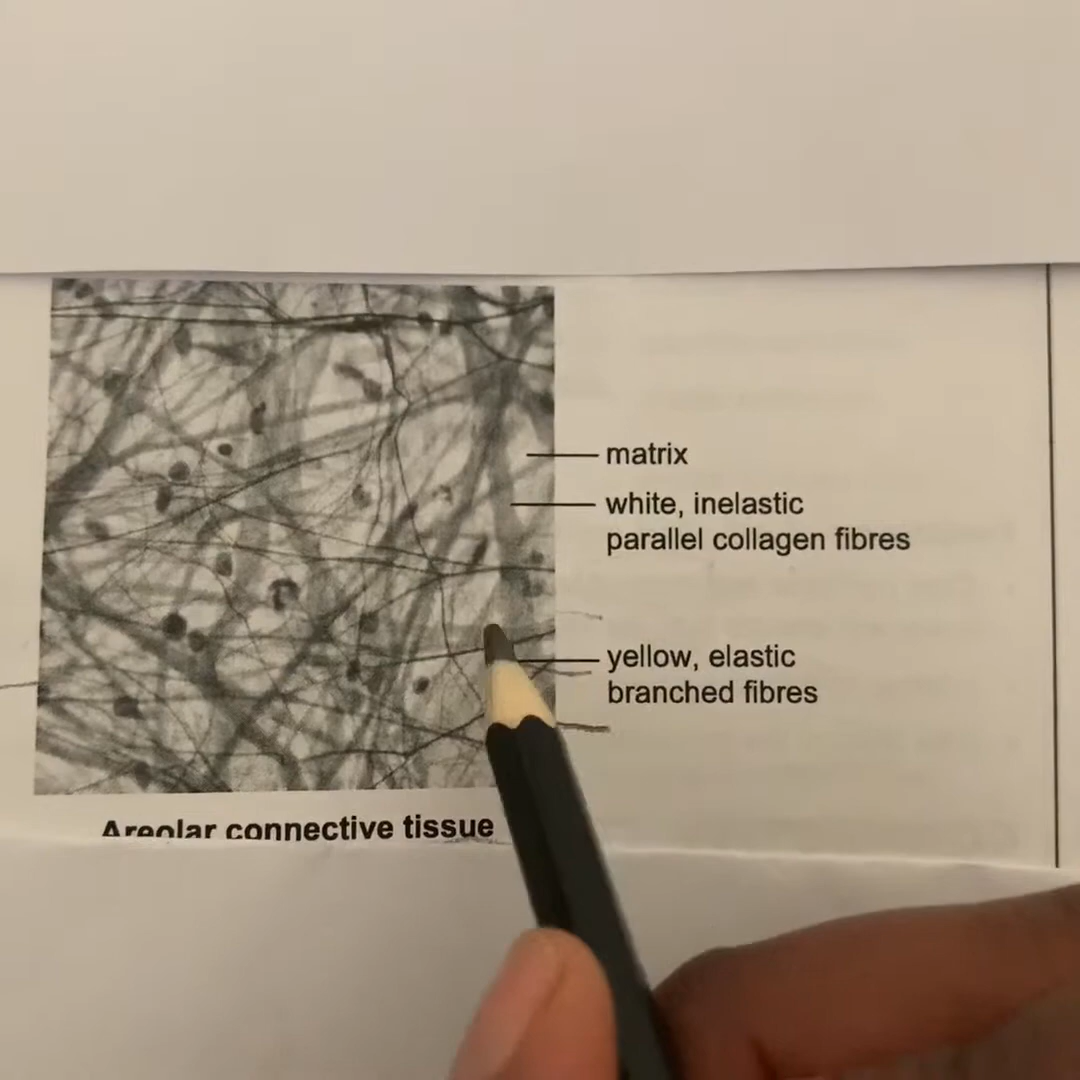 matrix
white, inelastic
parallel collagen fibres
yellow, elastic
branched fibres
Areolar connective tissue